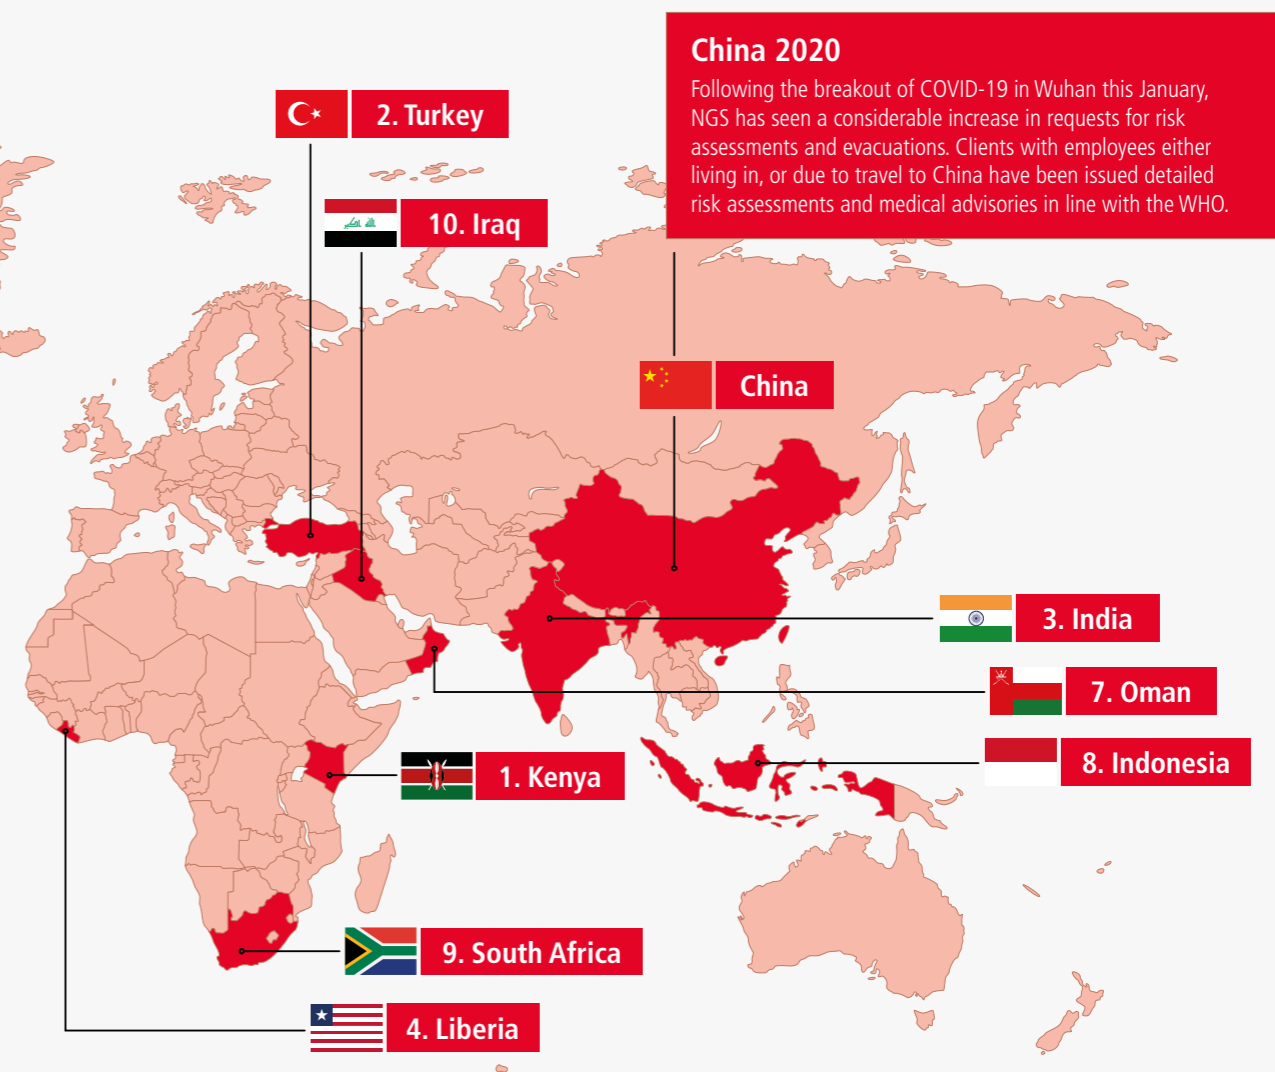 China 2020
Following the breakout of COVID-19 in Wuhan this January,
NGS has seen a considerable increase in requests for risk
assessments and evacuations. Clients with employees either
living in, or due to travel to China have been issued detailed
risk assessments and medical advisories in line with the WHO.
2. Turkey
10. Iraq
China
3. India
7. Oman
8. Indonesia
1. Kenya
9. South Africa
4. Liberia